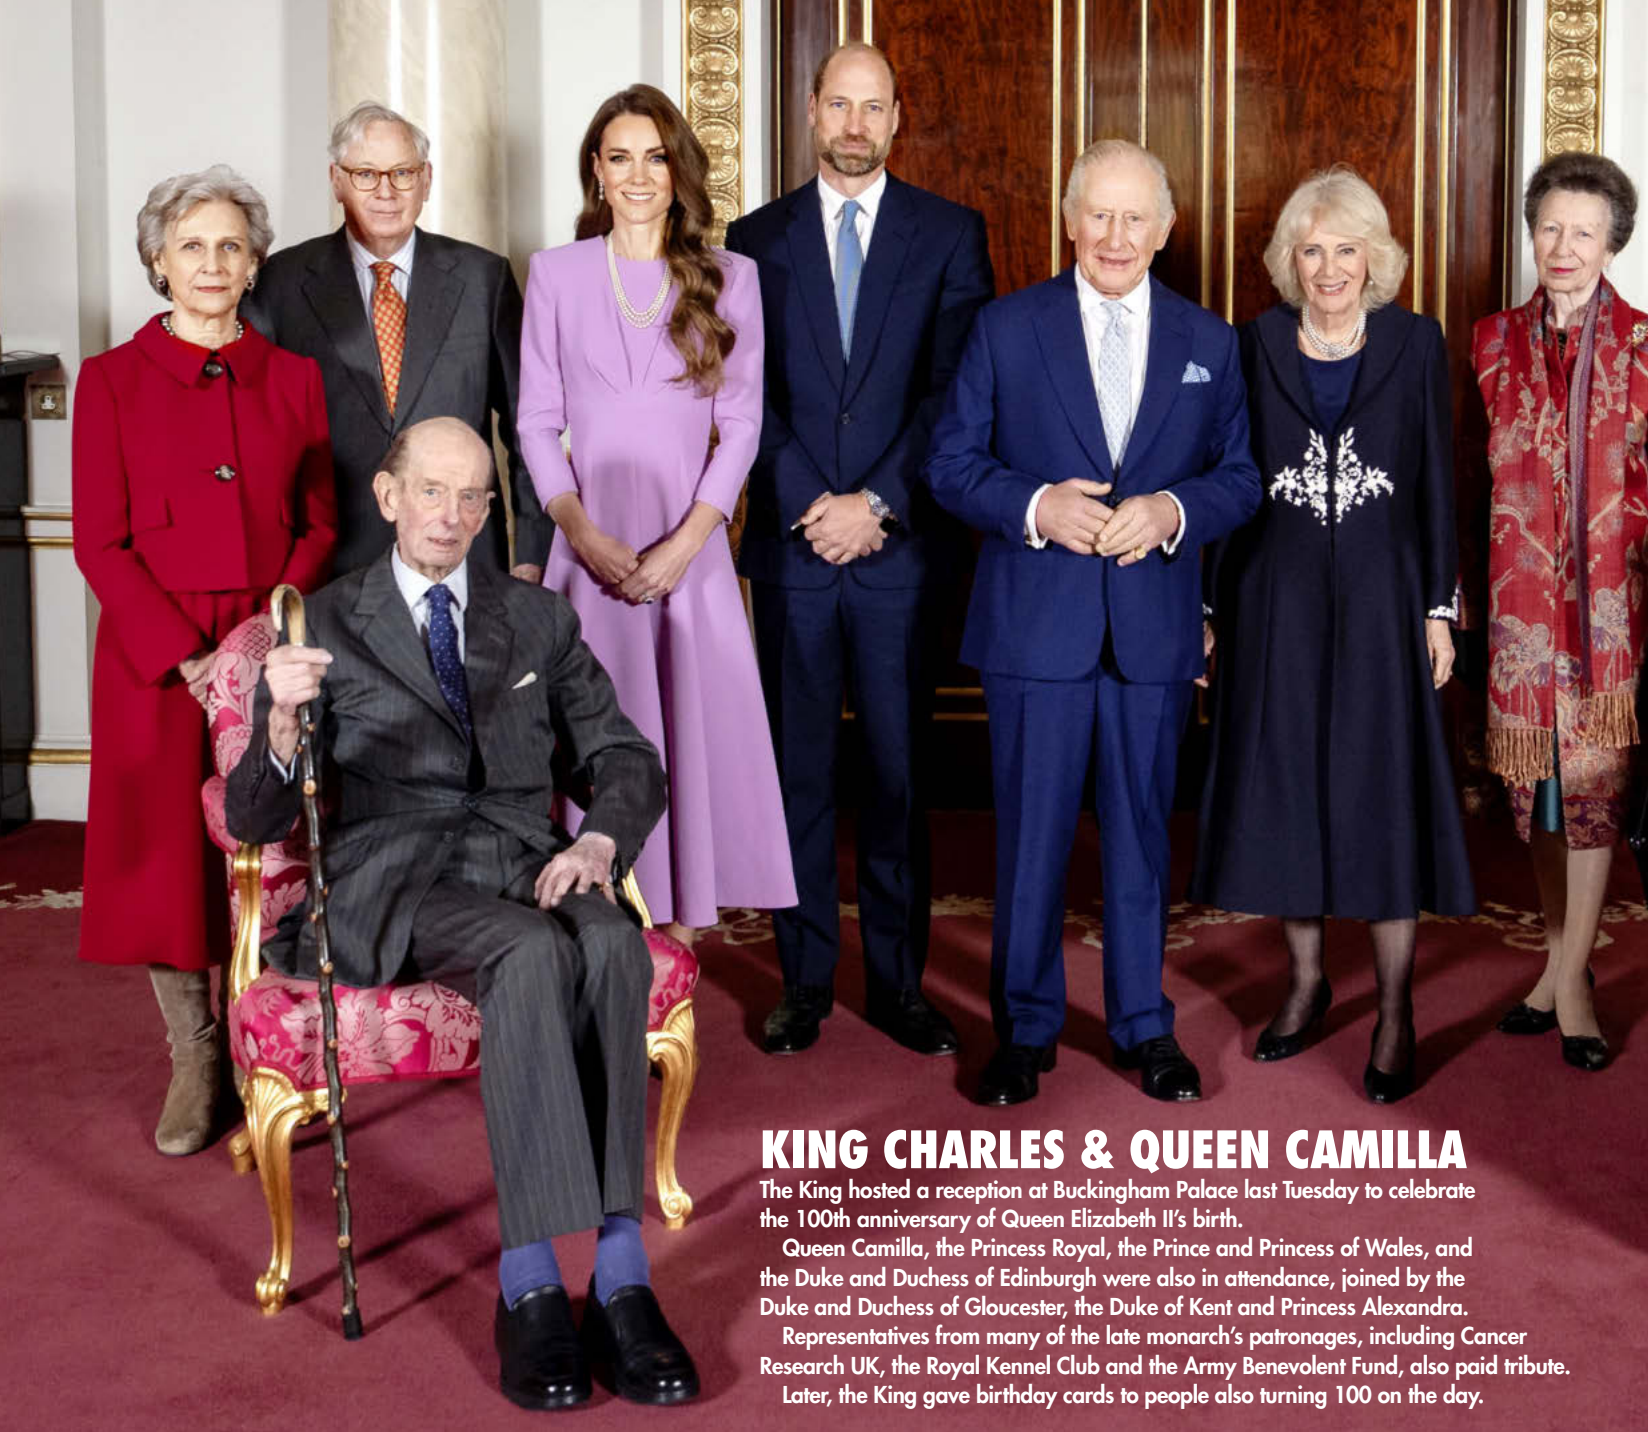 KING CHARLES & QUEEN CAMILLA
The King hosted a reception at Buckingham Palace last Tuesday to celebrate
the 100th anniversary of Queen Elizabeth II's birth.
Queen Camilla, the Princess Royal, the Prince and Princess of Wales, and
the Duke and Duchess of Edinburgh were also in attendance, joined by the
Duke and Duchess of Gloucester, the Duke of Kent and Princess Alexandra.
Representatives from many of the late monarch's patronages, including Cancer
Research UK, the Royal Kennel Club and the Army Benevolent Fund, also paid tribute.
Later, the King gave birthday cards to people also turning 100 on the day.